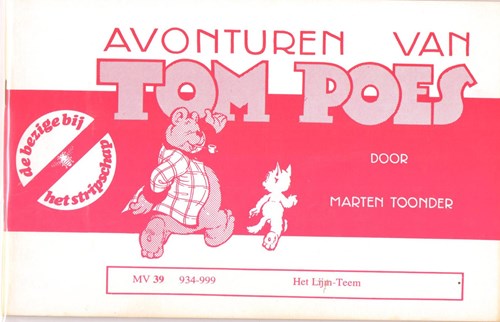 AVONTUREN VAN
TOM POES
de bezige bij
het stripschap
DOOR
MARTEN TOONDER
MV 39 934-999 Het Lijm-Teem